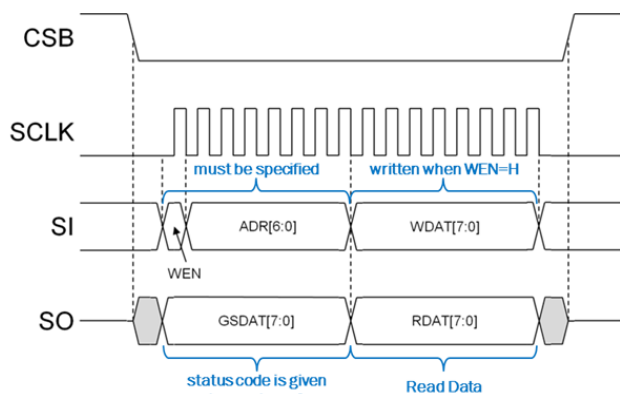 CSB
SCLK
must be specified
written when WEN=H
SI
ADR[6:0]
WDAT[7:0]
WEN
SO
GSDAT[7:0]
RDAT[7:0]
status code is given
Read Data